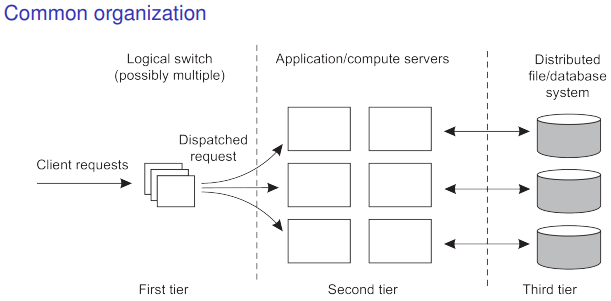 Common organization
Logical switch
(possibly multiple)
Application/compute servers
Distributed
file/database
system
Dispatched
request
Client requests
First tier
Second tier
Third tier